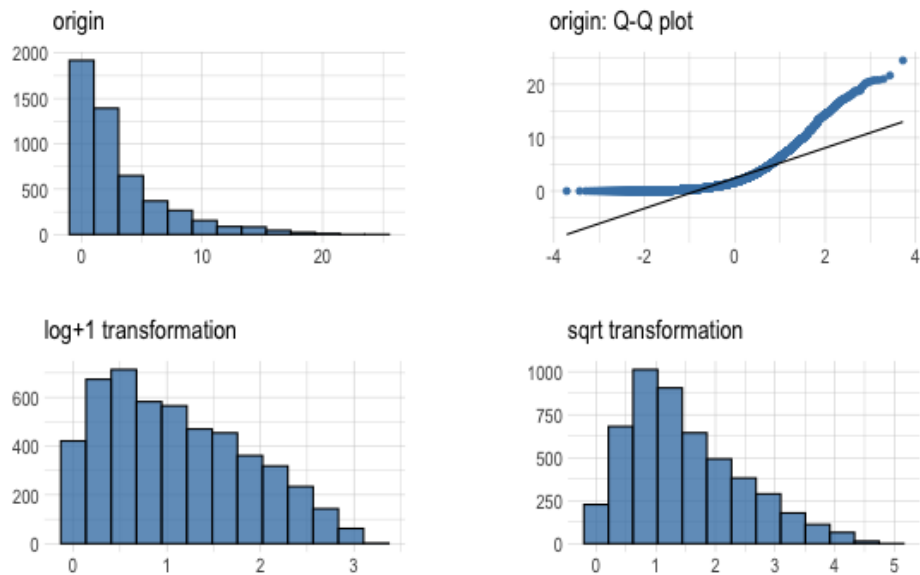 origin
2000
1500
1000
500
0
0 10 20
origin: Q-Q plot
20
10
0
-4 -2 0 2 4
log+1 transformation
600
400
200
0
0 1 2 3
sqrt transformation
1000
750
500
250
0
0 1 2 3 4 5